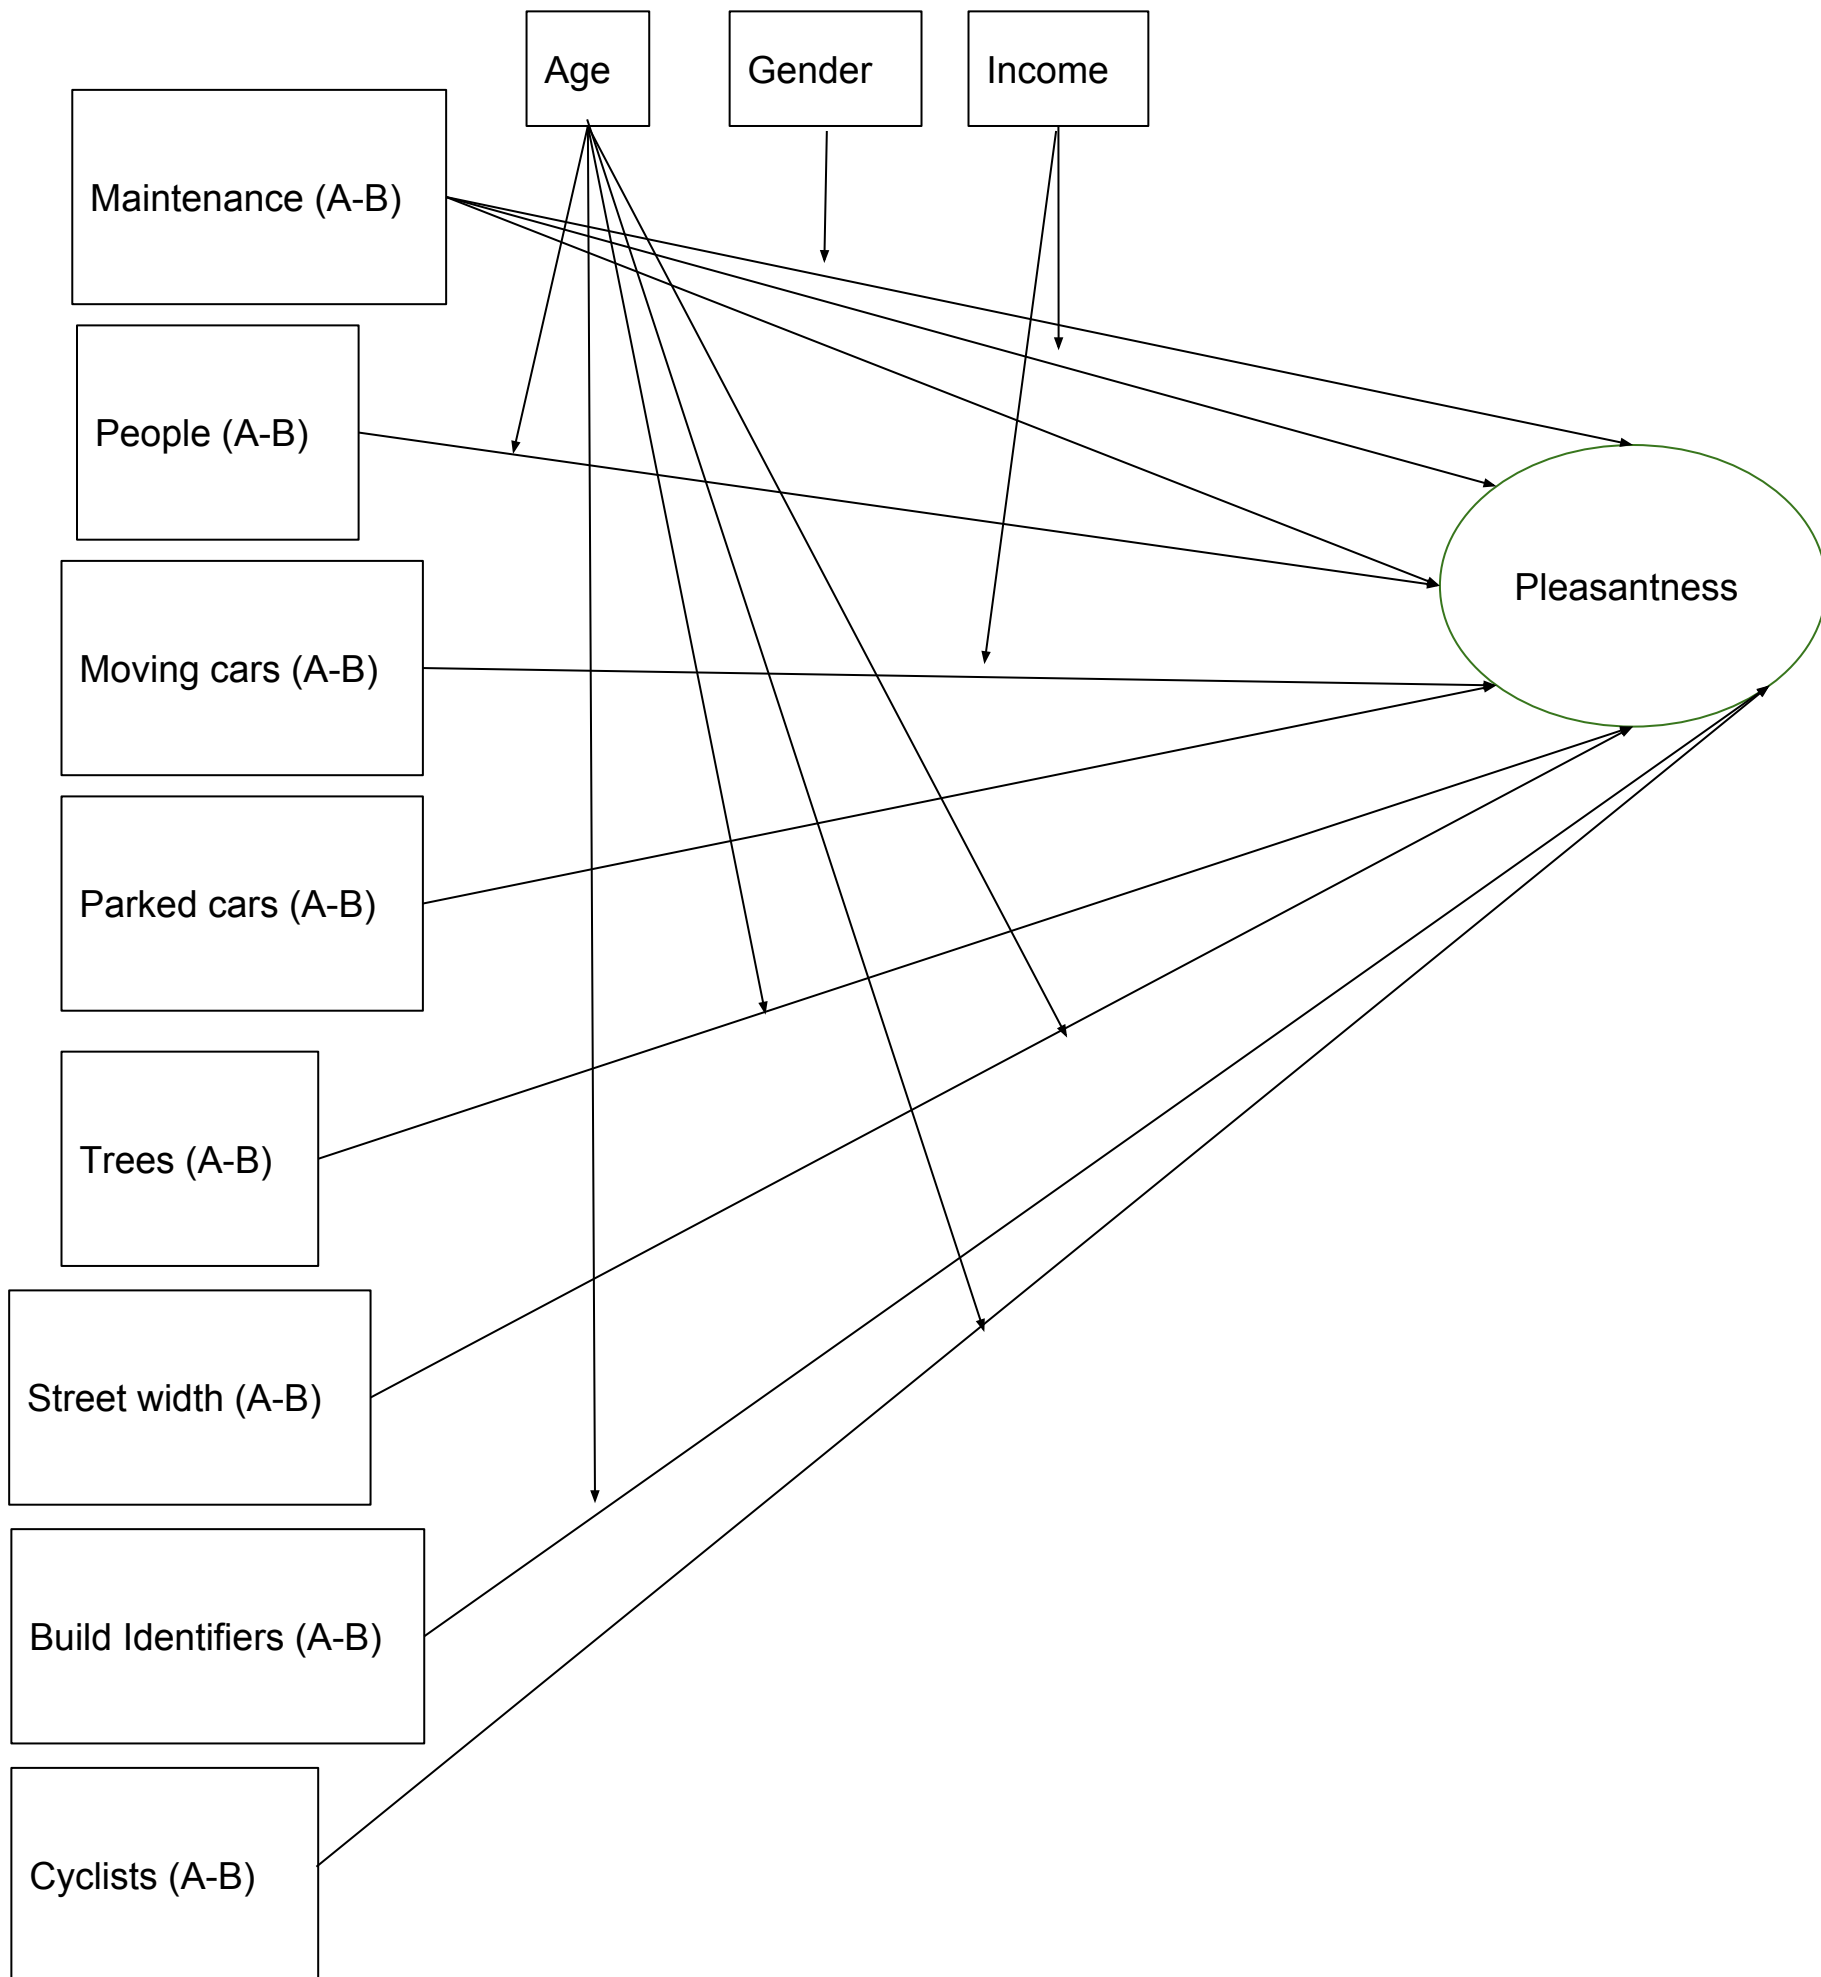 Age
Gender
Income
Maintenance (A-B)
People (A-B)
Pleasantness
Moving cars (A-B)
Parked cars (A-B)
Trees (A-B)
Street width (A-B)
Build Identifiers (A-B)
Cyclists (A-B)